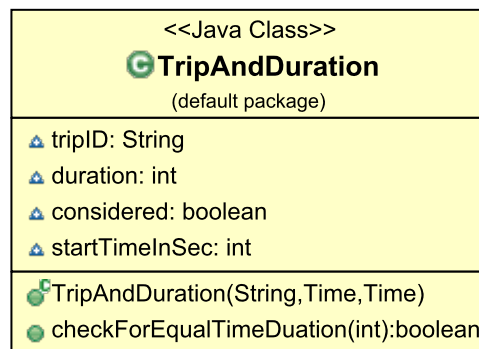 <<Java Class>>
TripAndDuration
(default package)
tripID: String
duration: int
considered: boolean
startTimeInSec: int
TripAndDuration(String,Time,Time)
checkForEqualTimeDuation(int):boolean